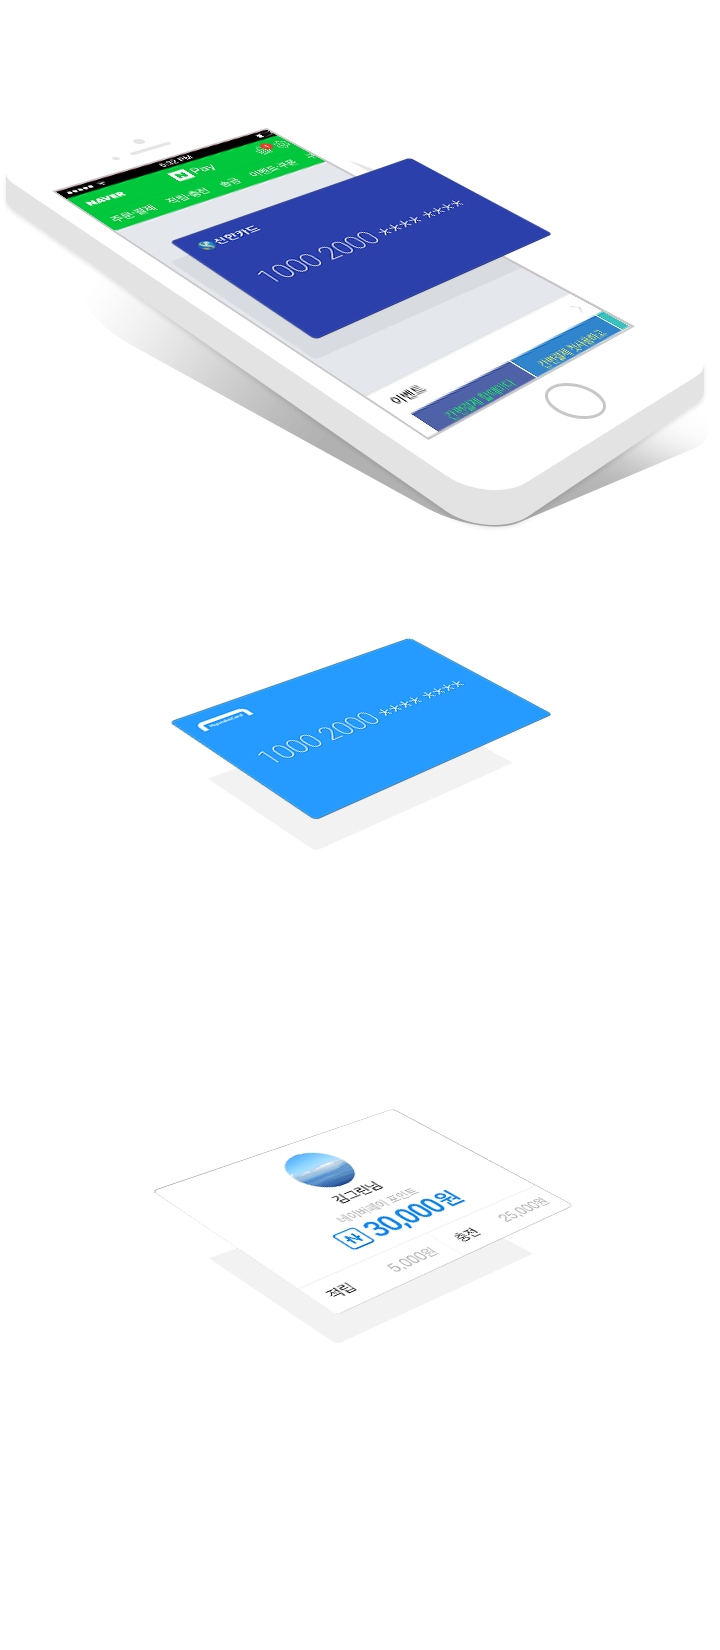 5:32 PM
NAVER
N Pay
주문·결제 적립·충전 송금 이벤트·쿠폰
신한카드
1000 2000 **** ****
이벤트
HyundaiCard
1000 2000 **** ****
김그린님
네이버페이 포인트
N 30,000원
적립 5,000원 충전 25,000원